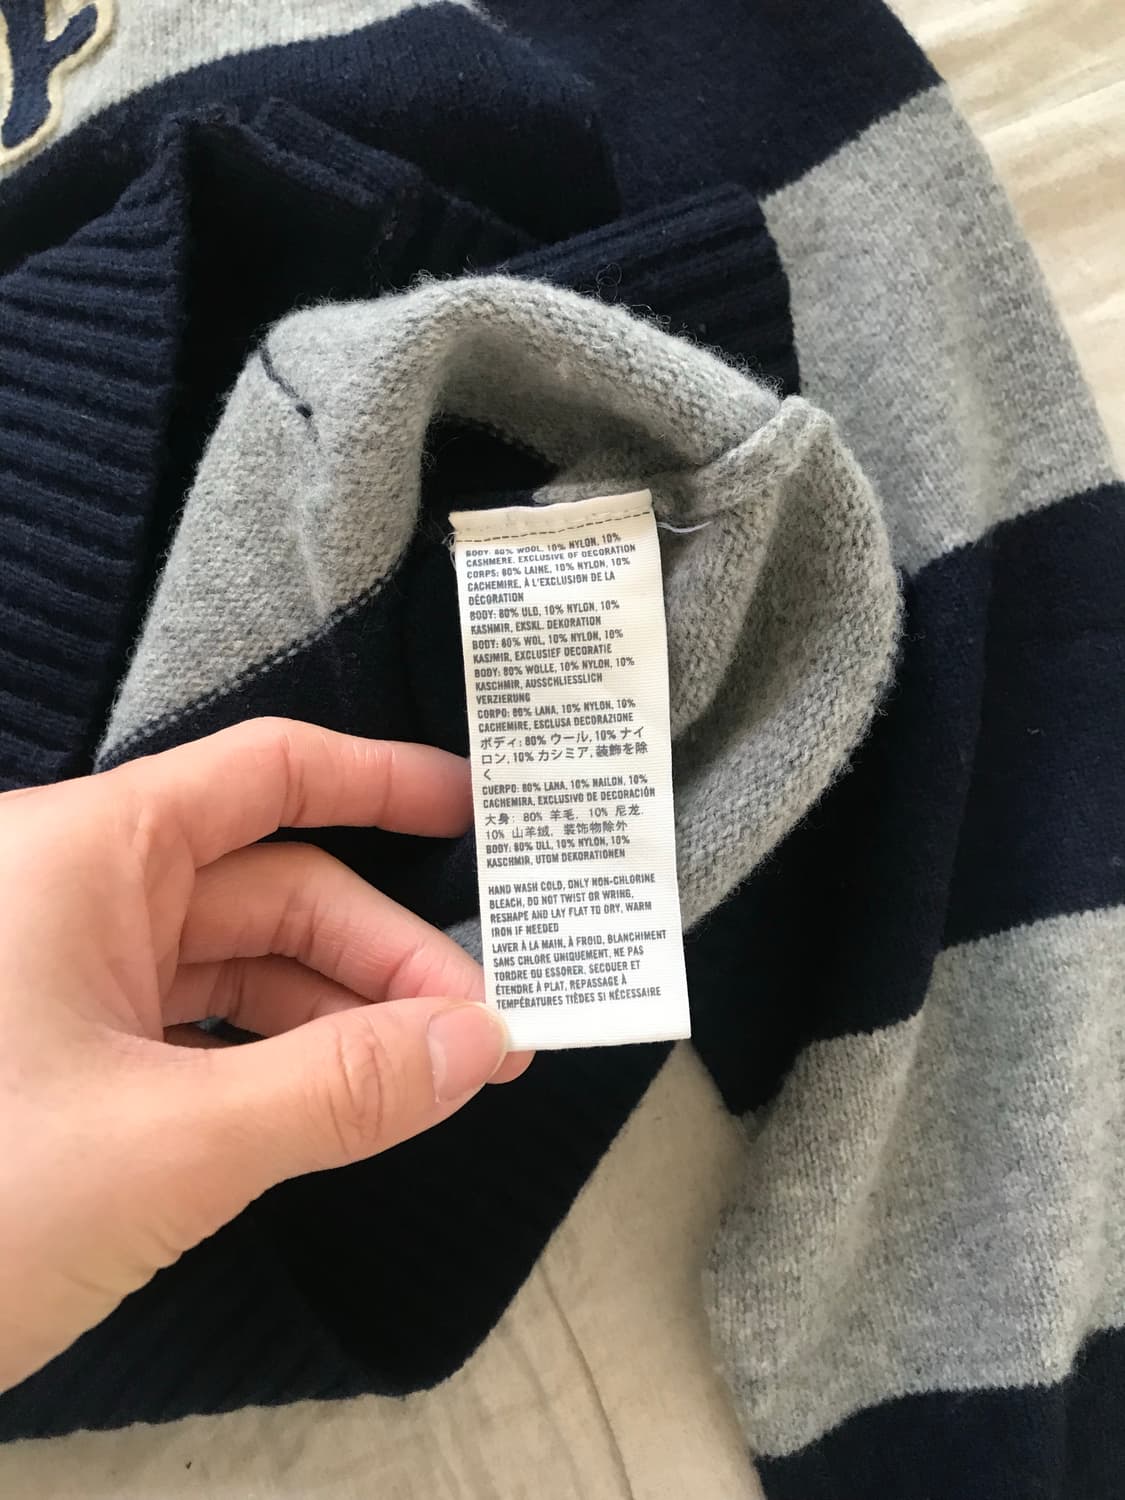 BODY: 80% WOOL, 10% NYLON, 10%
CASHMERE, EXCLUSIVE OF DECORATION
CORPS: 80% LAINE, 10% NYLON, 10%
CACHEMIRE, À L'EXCLUSION DE LA
DÉCORATION
BODY: 80% ULD, 10% NYLON, 10%
KASHMIR, EKSKL. DEKORATION
BODY: 80% WOL, 10% NYLON, 10%
KASJMIR, EXCLUSIEF DECORATIE
BODY: 80% WOLLE, 10% NYLON, 10%
KASCHMIR, AUSSCHLIESSLICH
VERZIERUNG
CORPO: 80% LANA, 10% NYLON, 10%
CACHEMIRE, ESCLUSA DECORAZIONE
ボディ: 80% ウール, 10% ナイ
ロン, 10% カシミア, 装飾を除
く
CUERPO: 80% LANA, 10% NAILON, 10%
CACHEMIRA, EXCLUSIVO DE DECORACIÓN
大身: 80% 羊毛, 10% 尼龙,
10% 山羊绒, 装饰物除外
BODY: 80% ULL, 10% NYLON, 10%
KASCHMIR, UTOM DEKORATIONEN
HAND WASH COLD, ONLY NON-CHLORINE
BLEACH, DO NOT TWIST OR WRING,
RESHAPE AND LAY FLAT TO DRY, WARM
IRON IF NEEDED
LAVER À LA MAIN, À FROID, BLANCHIMENT
SANS CHLORE UNIQUEMENT, NE PAS
TORDRE OU ESSORER, SECOUER ET
ÉTENDRE À PLAT, REPASSAGE À
TEMPÉRATURES TIÈDES SI NÉCESSAIRE